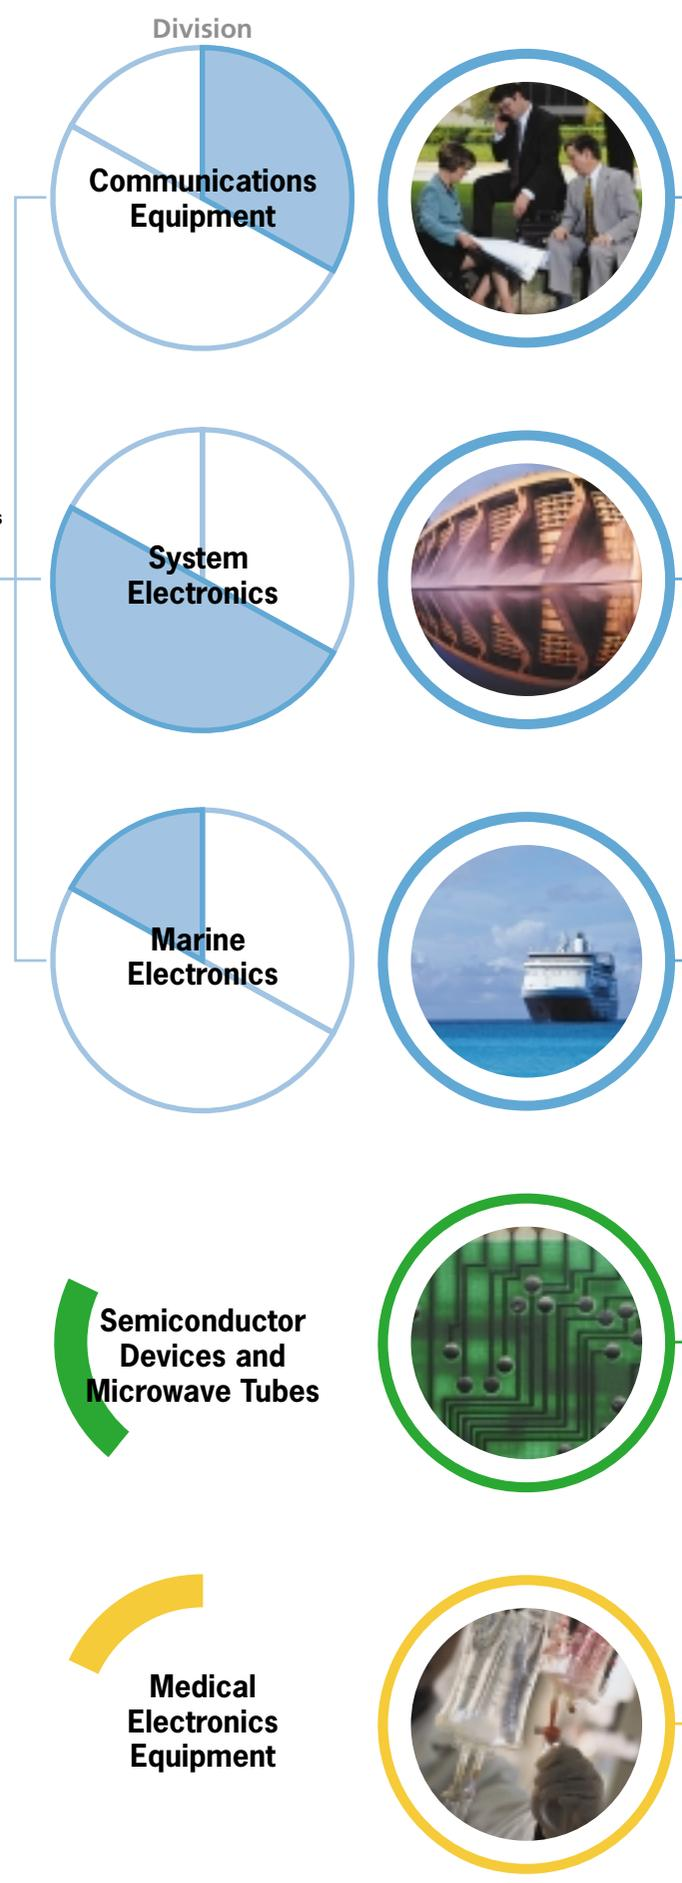 Division
Communications
Equipment
s
System
Electronics
Marine
Electronics
Semiconductor
Devices and
Microwave Tubes
Medical
Electronics
Equipment